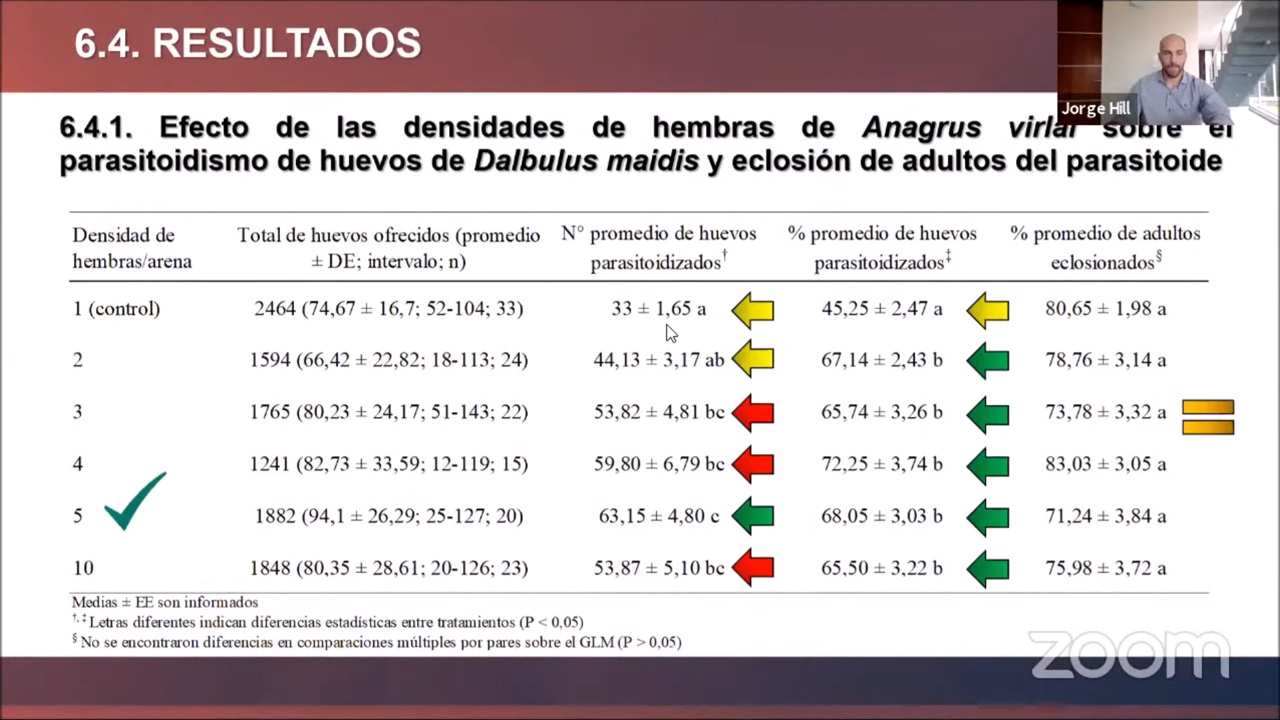 6.4. RESULTADOS
Jorge Hill
6.4.1. Efecto de las densidades de hembras de Anagrus virlai sobre el
parasitoidismo de huevos de Dalbulus maidis y eclosión de adultos del parasitoide
Densidad de hembras/arena
Total de huevos ofrecidos (promedio ± DE; intervalo; n)
N° promedio de huevos parasitoidizados†
% promedio de huevos parasitoidizados‡
% promedio de adultos eclosionados§
1 (control) 2464 (74,67 ± 16,7; 52-104; 33) 33 ± 1,65 a 45,25 ± 2,47 a 80,65 ± 1,98 a
2 1594 (66,42 ± 22,82; 18-113; 24) 44,13 ± 3,17 ab 67,14 ± 2,43 b 78,76 ± 3,14 a
3 1765 (80,23 ± 24,17; 51-143; 22) 53,82 ± 4,81 bc 65,74 ± 3,26 b 73,78 ± 3,32 a
4 1241 (82,73 ± 33,59; 12-119; 15) 59,80 ± 6,79 bc 72,25 ± 3,74 b 83,03 ± 3,05 a
5 1882 (94,1 ± 26,29; 25-127; 20) 63,15 ± 4,80 c 68,05 ± 3,03 b 71,24 ± 3,84 a
10 1848 (80,35 ± 28,61; 20-126; 23) 53,87 ± 5,10 bc 65,50 ± 3,22 b 75,98 ± 3,72 a
Medias ± EE son informados
†, ‡ Letras diferentes indican diferencias estadísticas entre tratamientos (P < 0,05)
§ No se encontraron diferencias en comparaciones múltiples por pares sobre el GLM (P > 0,05)
zoom